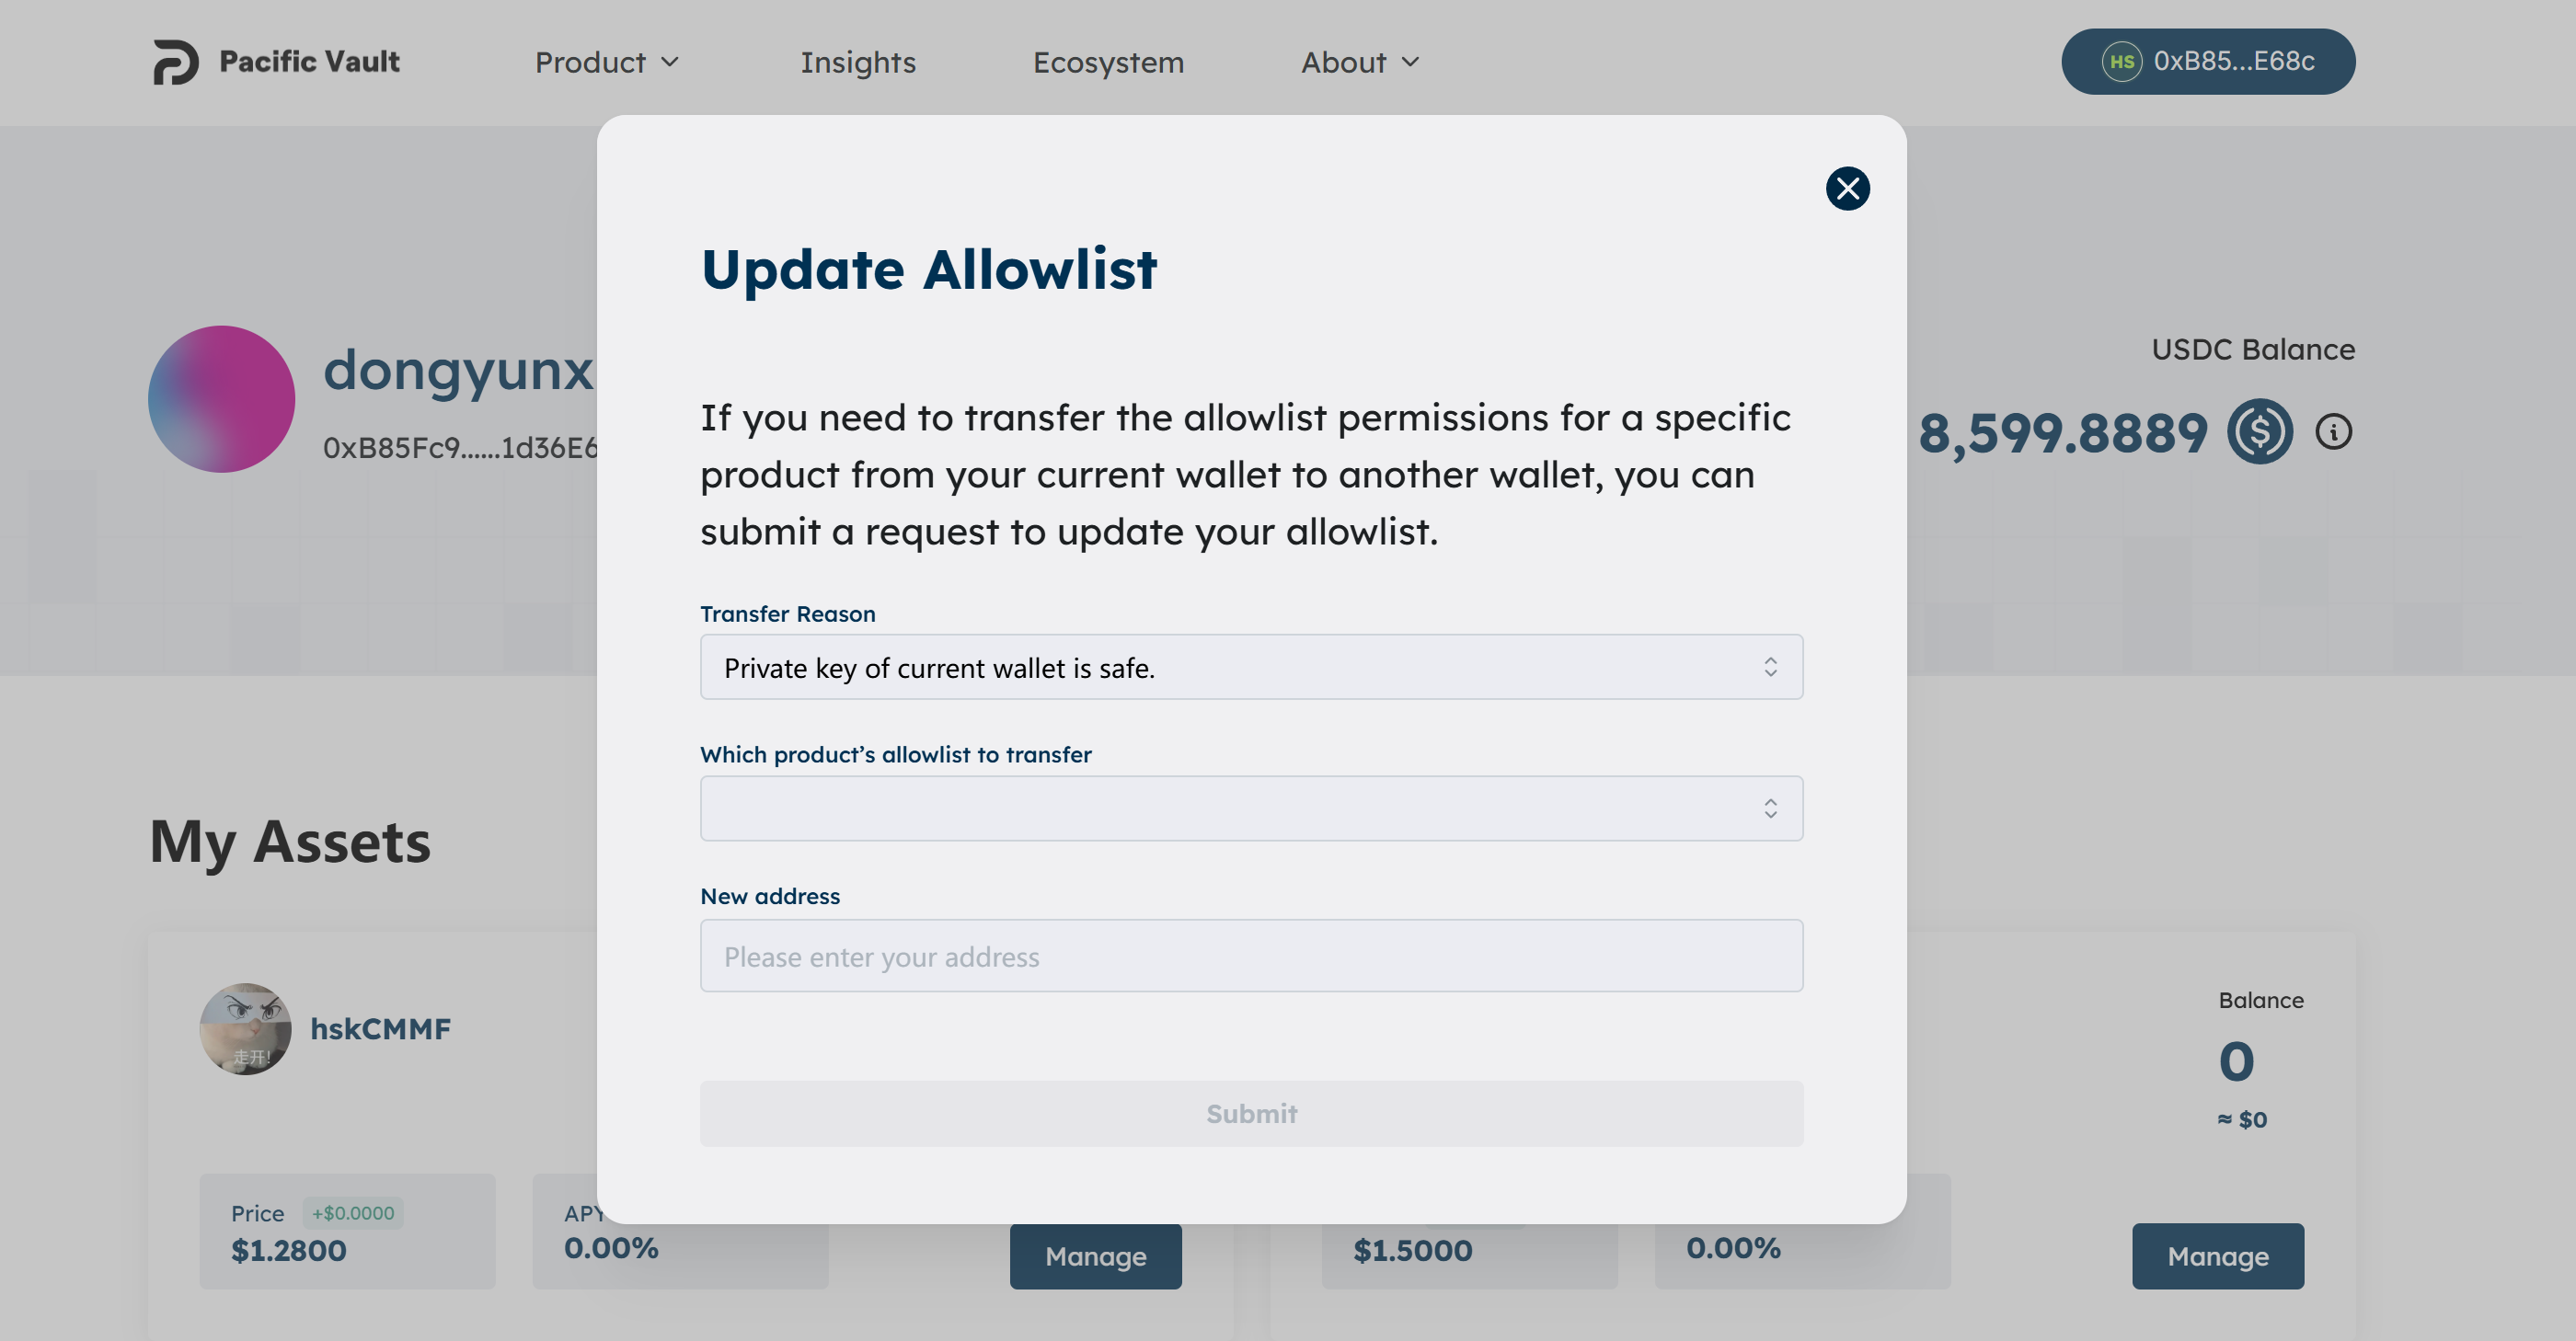 Pacific Vault
Product
Insights
Ecosystem
About
HS 0xB85...E68c
Update Allowlist
dongyunx
0xB85Fc9......1d36E6
USDC Balance
8,599.8889
If you need to transfer the allowlist permissions for a specific
product from your current wallet to another wallet, you can
submit a request to update your allowlist.
Transfer Reason
Private key of current wallet is safe.
Which product’s allowlist to transfer
New address
Please enter your address
Submit
My Assets
走开!
hskCMMF
Balance
0
≈ $0
Price +$0.0000
$1.2800
APY
0.00%
Manage
$1.5000
0.00%
Manage